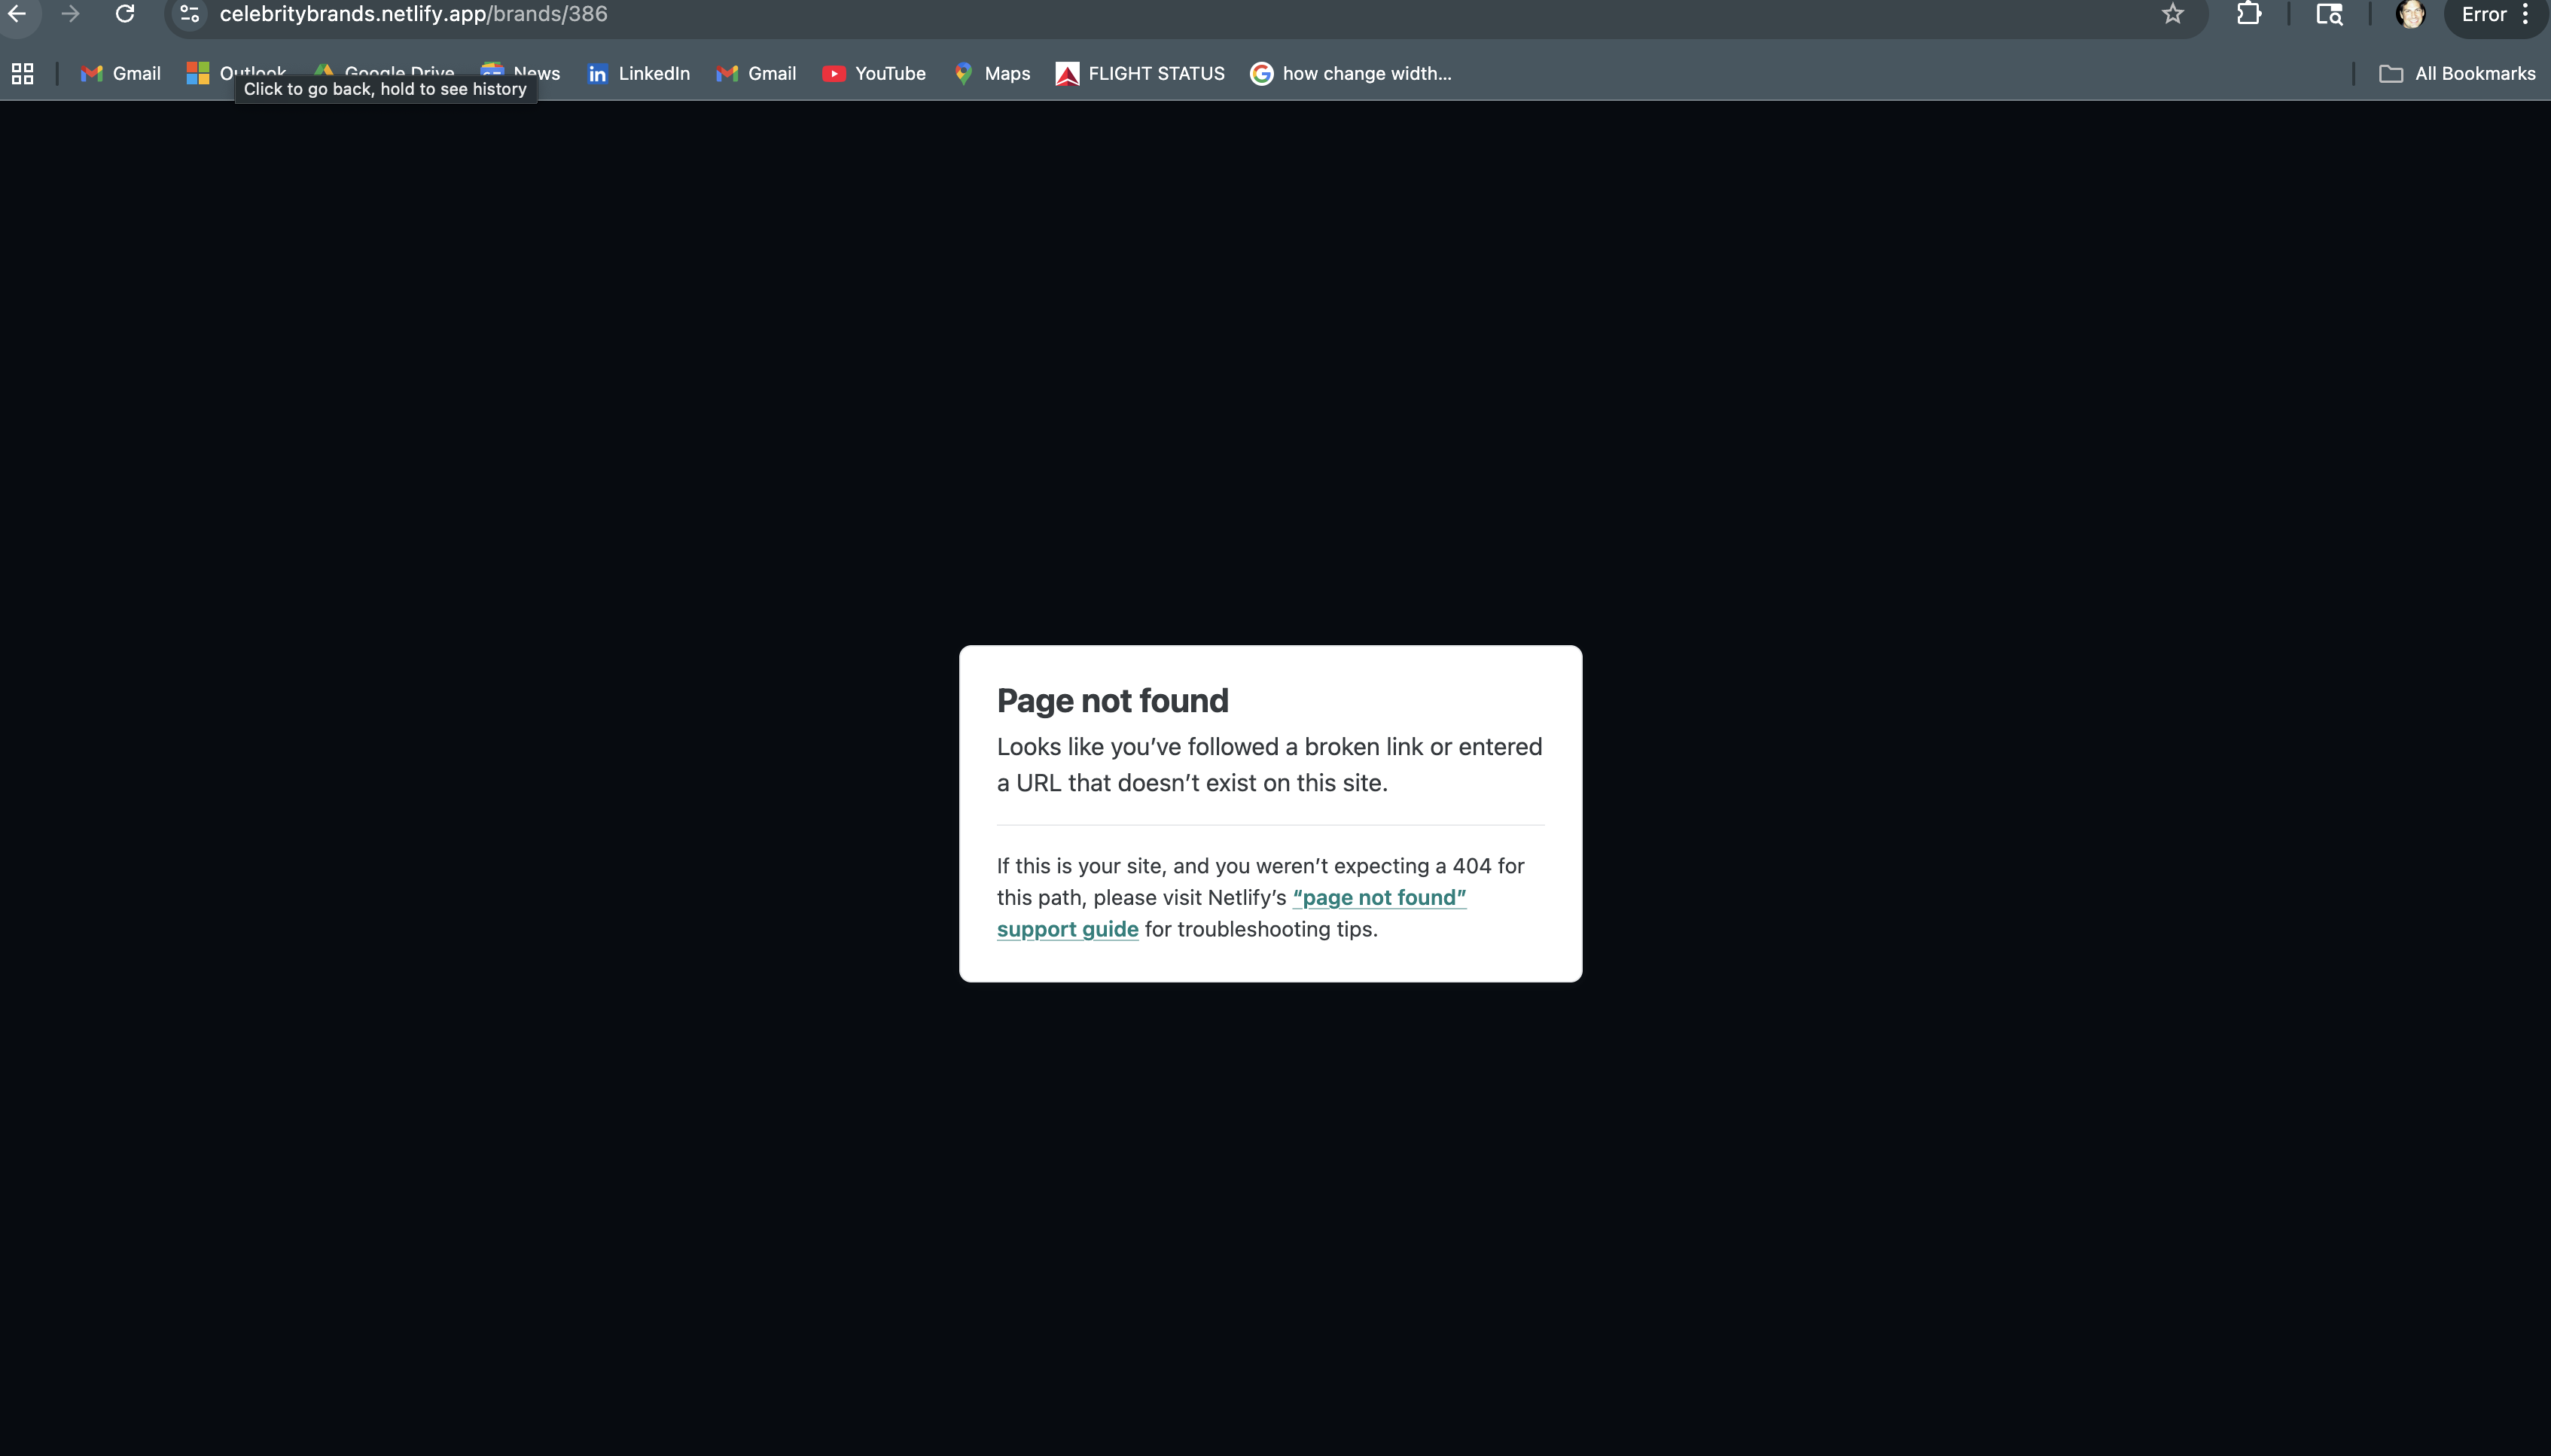 celebritybrands.netlify.app/brands/386
Error
Gmail
Outlook
Google Drive
News
LinkedIn
Gmail
YouTube
Maps
FLIGHT STATUS
how change width...
All Bookmarks
Click to go back, hold to see history
Page not found
Looks like you’ve followed a broken link or entered
a URL that doesn’t exist on this site.
If this is your site, and you weren’t expecting a 404 for
this path, please visit Netlify’s “page not found”
support guide for troubleshooting tips.